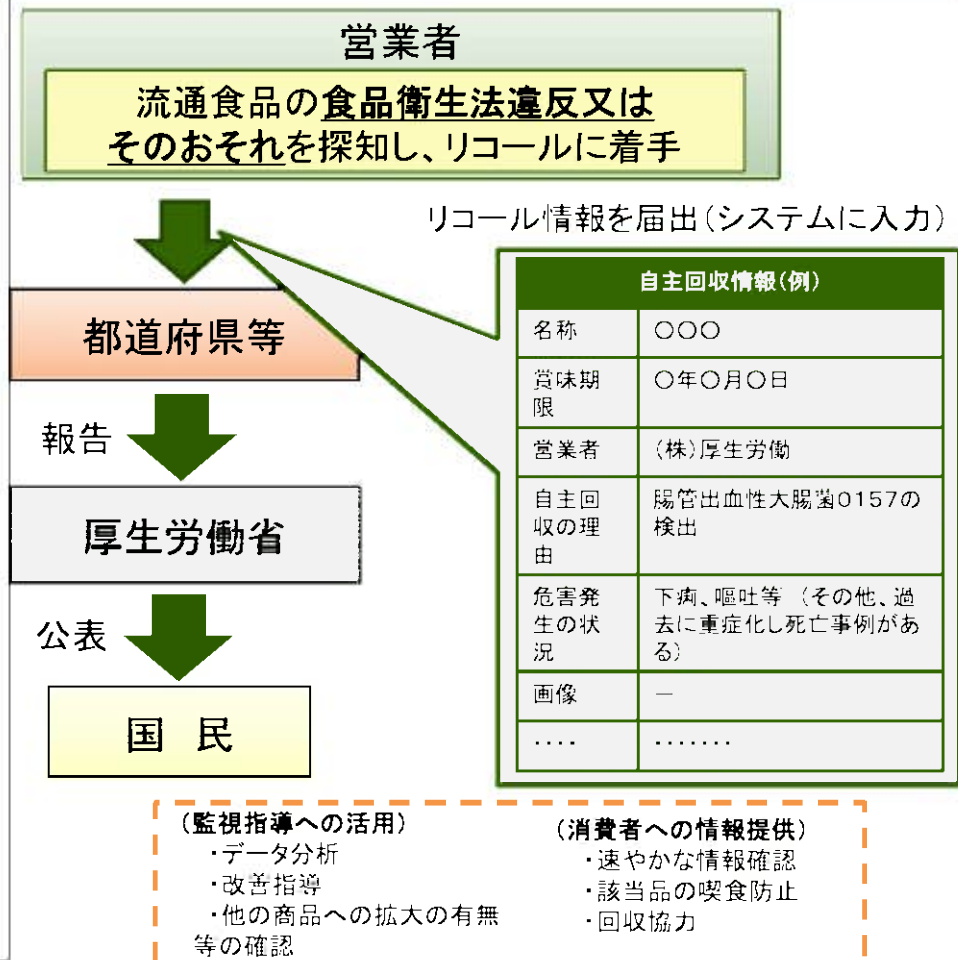 営業者
流通食品の食品衛生法違反又は
そのおそれを探知し、リコールに着手
リコール情報を届出(システムに入力)
都道府県等
報告
厚生労働省
公表
国 民
自主回収情報(例)
名称
〇〇〇
賞味期
限
〇年〇月〇日
営業者
(株)厚生労働
自主回
収の理
由
腸管出血性大腸菌O157の
検出
危害発
生の状
況
下痢、嘔吐等 (その他、過
去に重症化し死亡事例があ
る)
画像
―
‥‥
・・・・・・・
(監視指導への活用)
・データ分析
・改善指導
・他の商品への拡大の有無
等の確認
(消費者への情報提供)
・速やかな情報確認
・該当品の喫食防止
・回収協力